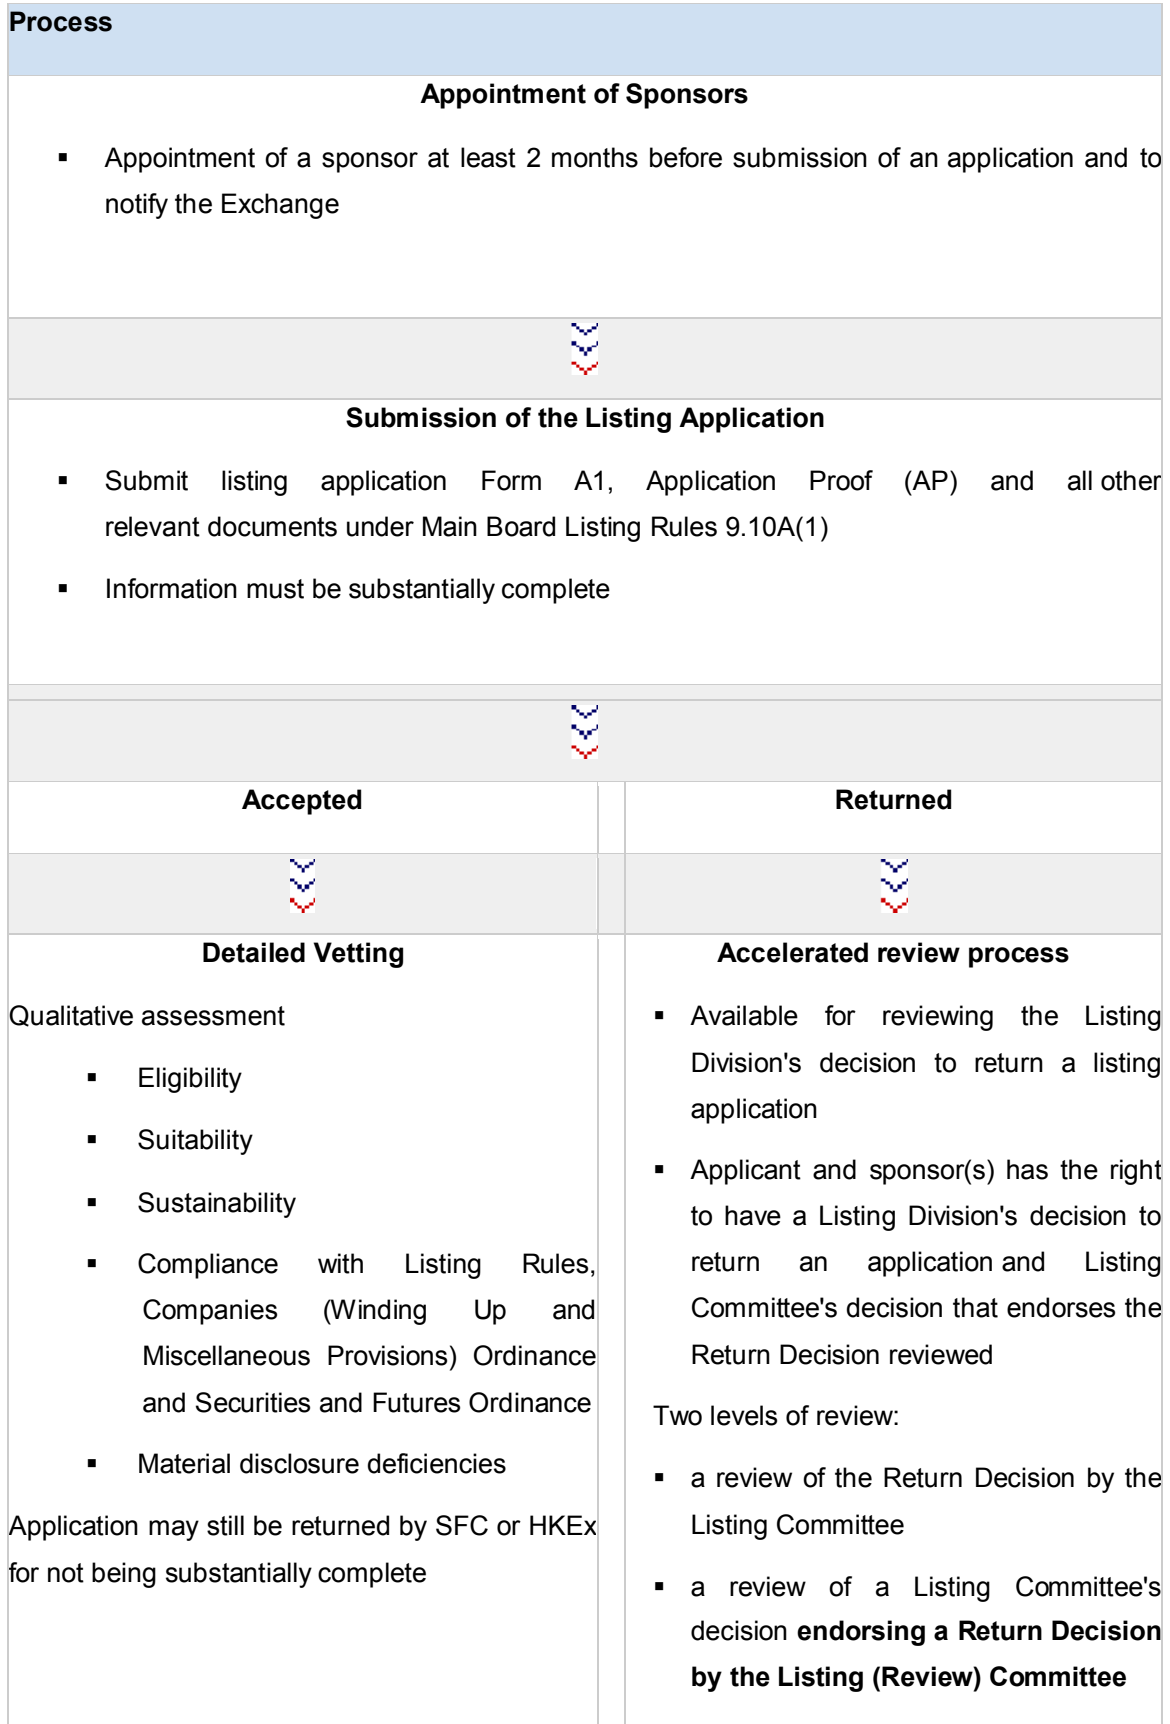 Process
Appointment of Sponsors
▪ Appointment of a sponsor at least 2 months before submission of an application and to
notify the Exchange
Submission of the Listing Application
▪ Submit listing application Form A1, Application Proof (AP) and all other
relevant documents under Main Board Listing Rules 9.10A(1)
▪ Information must be substantially complete
Accepted
Returned
Detailed Vetting
Qualitative assessment
▪ Eligibility
▪ Suitability
▪ Sustainability
▪ Compliance with Listing Rules,
Companies (Winding Up and
Miscellaneous Provisions) Ordinance
and Securities and Futures Ordinance
▪ Material disclosure deficiencies
Application may still be returned by SFC or HKEx
for not being substantially complete
Accelerated review process
▪ Available for reviewing the Listing
Division's decision to return a listing
application
▪ Applicant and sponsor(s) has the right
to have a Listing Division's decision to
return an application and Listing
Committee's decision that endorses the
Return Decision reviewed
Two levels of review:
▪ a review of the Return Decision by the
Listing Committee
▪ a review of a Listing Committee's
decision endorsing a Return Decision
by the Listing (Review) Committee